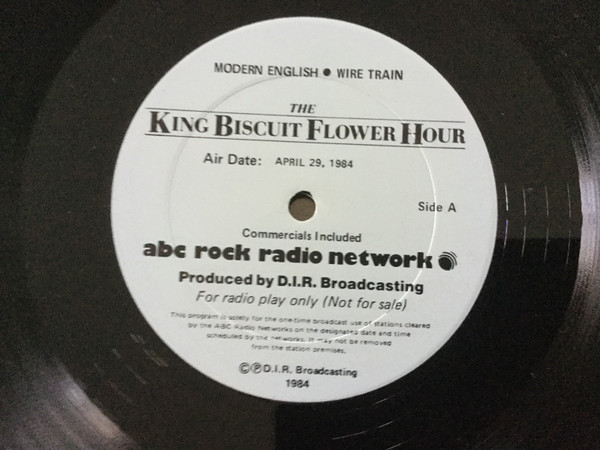 MODERN ENGLISH ● WIRE TRAIN
THE
KING BISCUIT FLOWER HOUR
Air Date: APRIL 29, 1984
Side A
Commercials Included
abc rock radio network
Produced by D.I.R. Broadcasting
For radio play only (Not for sale)
This program is solely for the one-time broadcast use of stations cleared
by the ABC Radio Networks on the designated date and time
scheduled by the networks. It may not be removed
from the station premises.
©℗D.I.R. Broadcasting
1984